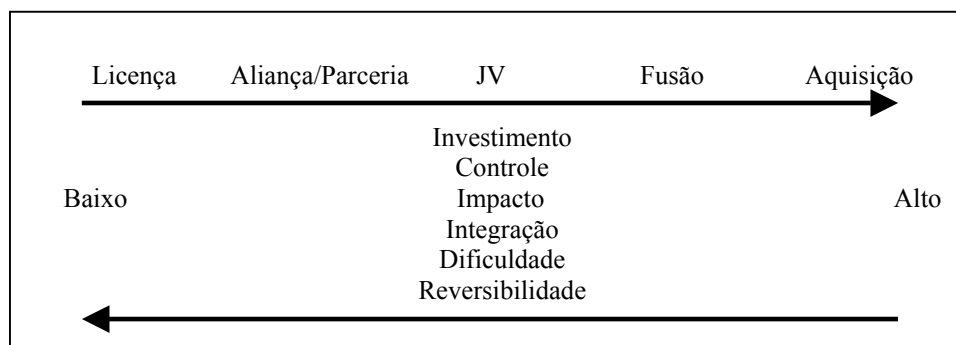 Licença Aliança/Parceria JV Fusão Aquisição
Investimento
Controle
Baixo Impacto Alto
Integração
Dificuldade
Reversibilidade